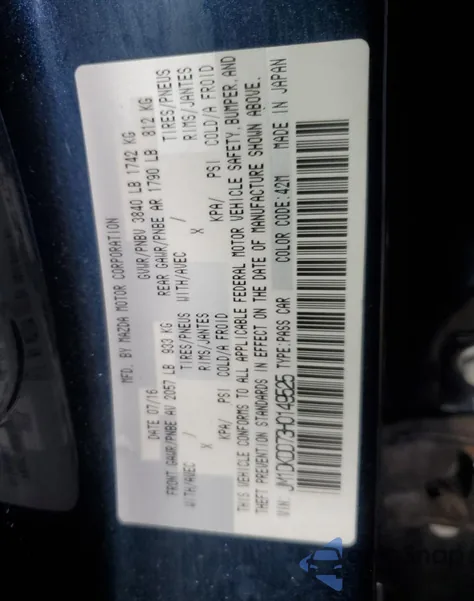 MFD. BY MAZDA MOTOR CORPORATION
DATE 07/16 GVWR/PNBV 3840 LB 1742 KG
FRONT GAWR/PNBE AV 2057 LB 933 KG REAR GAWR/PNBE AR 1790 LB 812 KG
WITH/AVEC TIRES/PNEUS WITH/AVEC TIRES/PNEUS
/ X RIMS/JANTES / X RIMS/JANTES
KPA/ PSI COLD/A FROID KPA/ PSI COLD/A FROID
THIS VEHICLE CONFORMS TO ALL APPLICABLE FEDERAL MOTOR VEHICLE SAFETY, BUMPER, AND
THEFT PREVENTION STANDARDS IN EFFECT ON THE DATE OF MANUFACTURE SHOWN ABOVE.
VIN: TYPE:PASS CAR COLOR CODE:42M MADE IN JAPAN
Snap